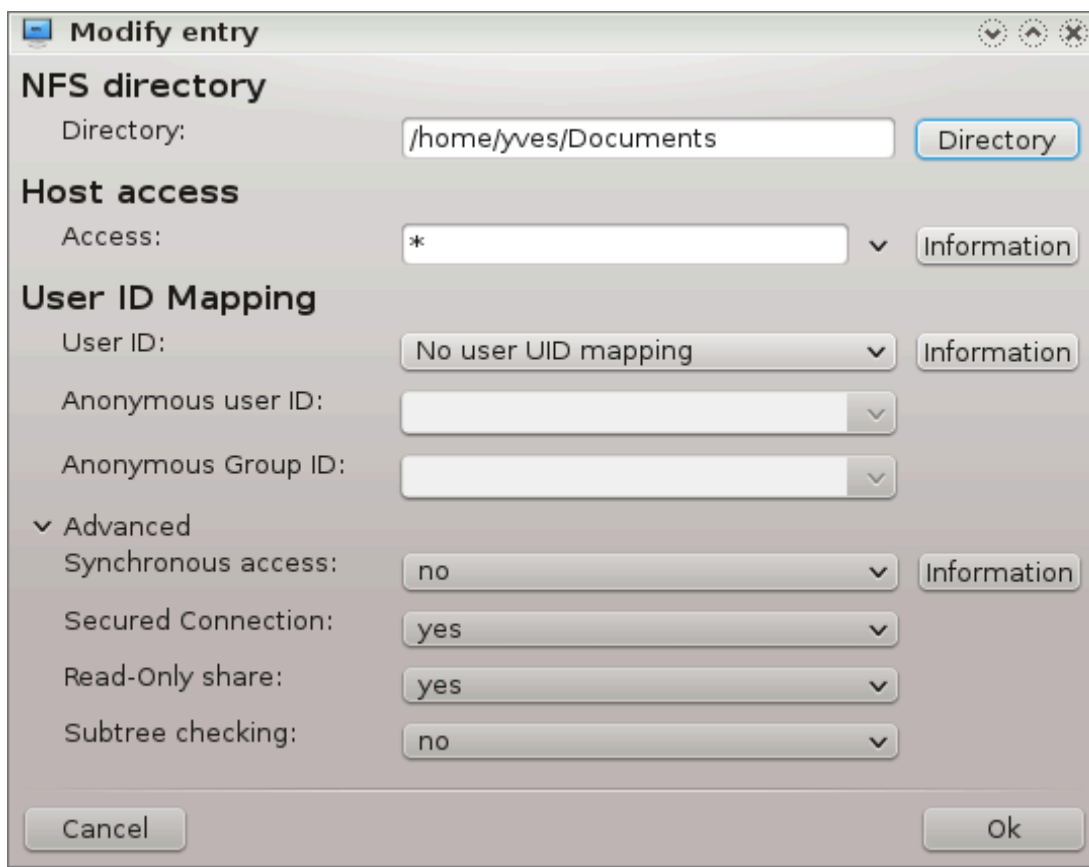 Modify entry
NFS directory
Directory: /home/yves/Documents Directory
Host access
Access: * Information
User ID Mapping
User ID: No user UID mapping Information
Anonymous user ID:
Anonymous Group ID:
Advanced
Synchronous access: no Information
Secured Connection: yes
Read-Only share: yes
Subtree checking: no
Cancel Ok